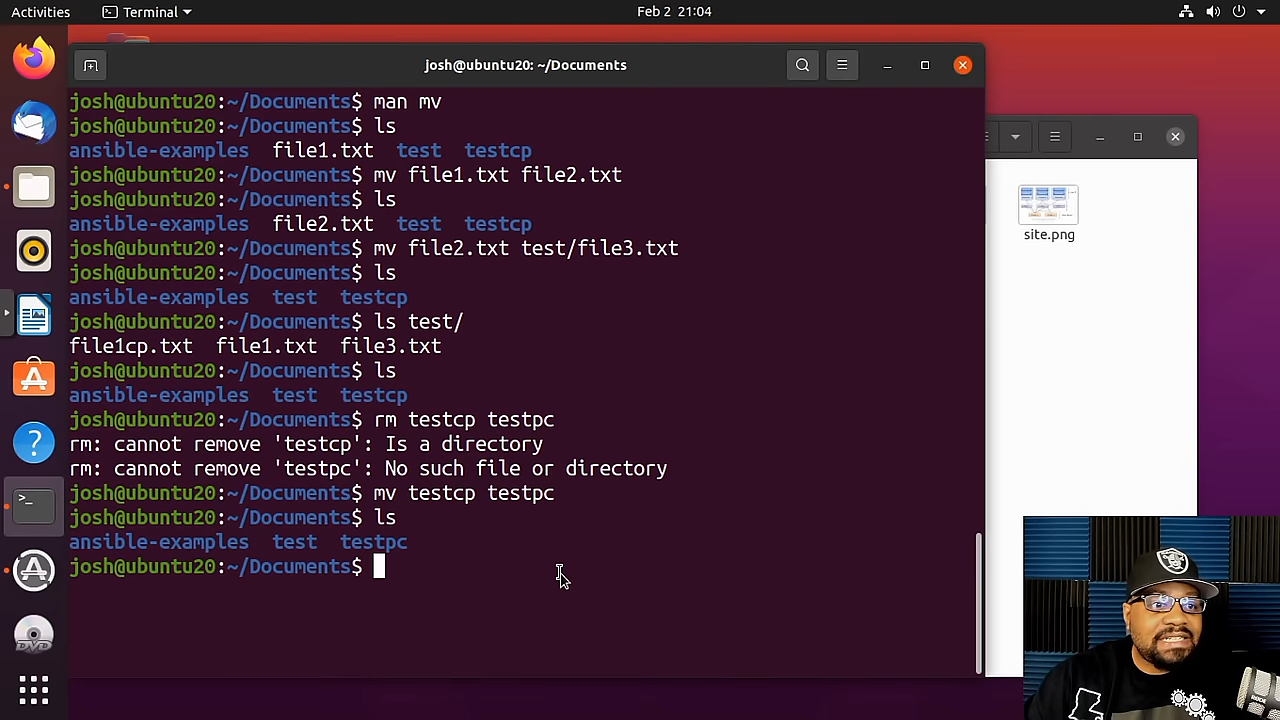 Activities Terminal Feb 2 21:04
josh@ubuntu20: ~/Documents
josh@ubuntu20:~/Documents$ man mv
josh@ubuntu20:~/Documents$ ls
ansible-examples file1.txt test testcp
josh@ubuntu20:~/Documents$ mv file1.txt file2.txt
josh@ubuntu20:~/Documents$ ls
ansible-examples file2.txt test testcp
josh@ubuntu20:~/Documents$ mv file2.txt test/file3.txt
josh@ubuntu20:~/Documents$ ls
ansible-examples test testcp
josh@ubuntu20:~/Documents$ ls test/
file1cp.txt file1.txt file3.txt
josh@ubuntu20:~/Documents$ ls
ansible-examples test testcp
josh@ubuntu20:~/Documents$ rm testcp testpc
rm: cannot remove 'testcp': Is a directory
rm: cannot remove 'testpc': No such file or directory
josh@ubuntu20:~/Documents$ mv testcp testpc
josh@ubuntu20:~/Documents$ ls
ansible-examples test testpc
josh@ubuntu20:~/Documents$
site.png
DVD